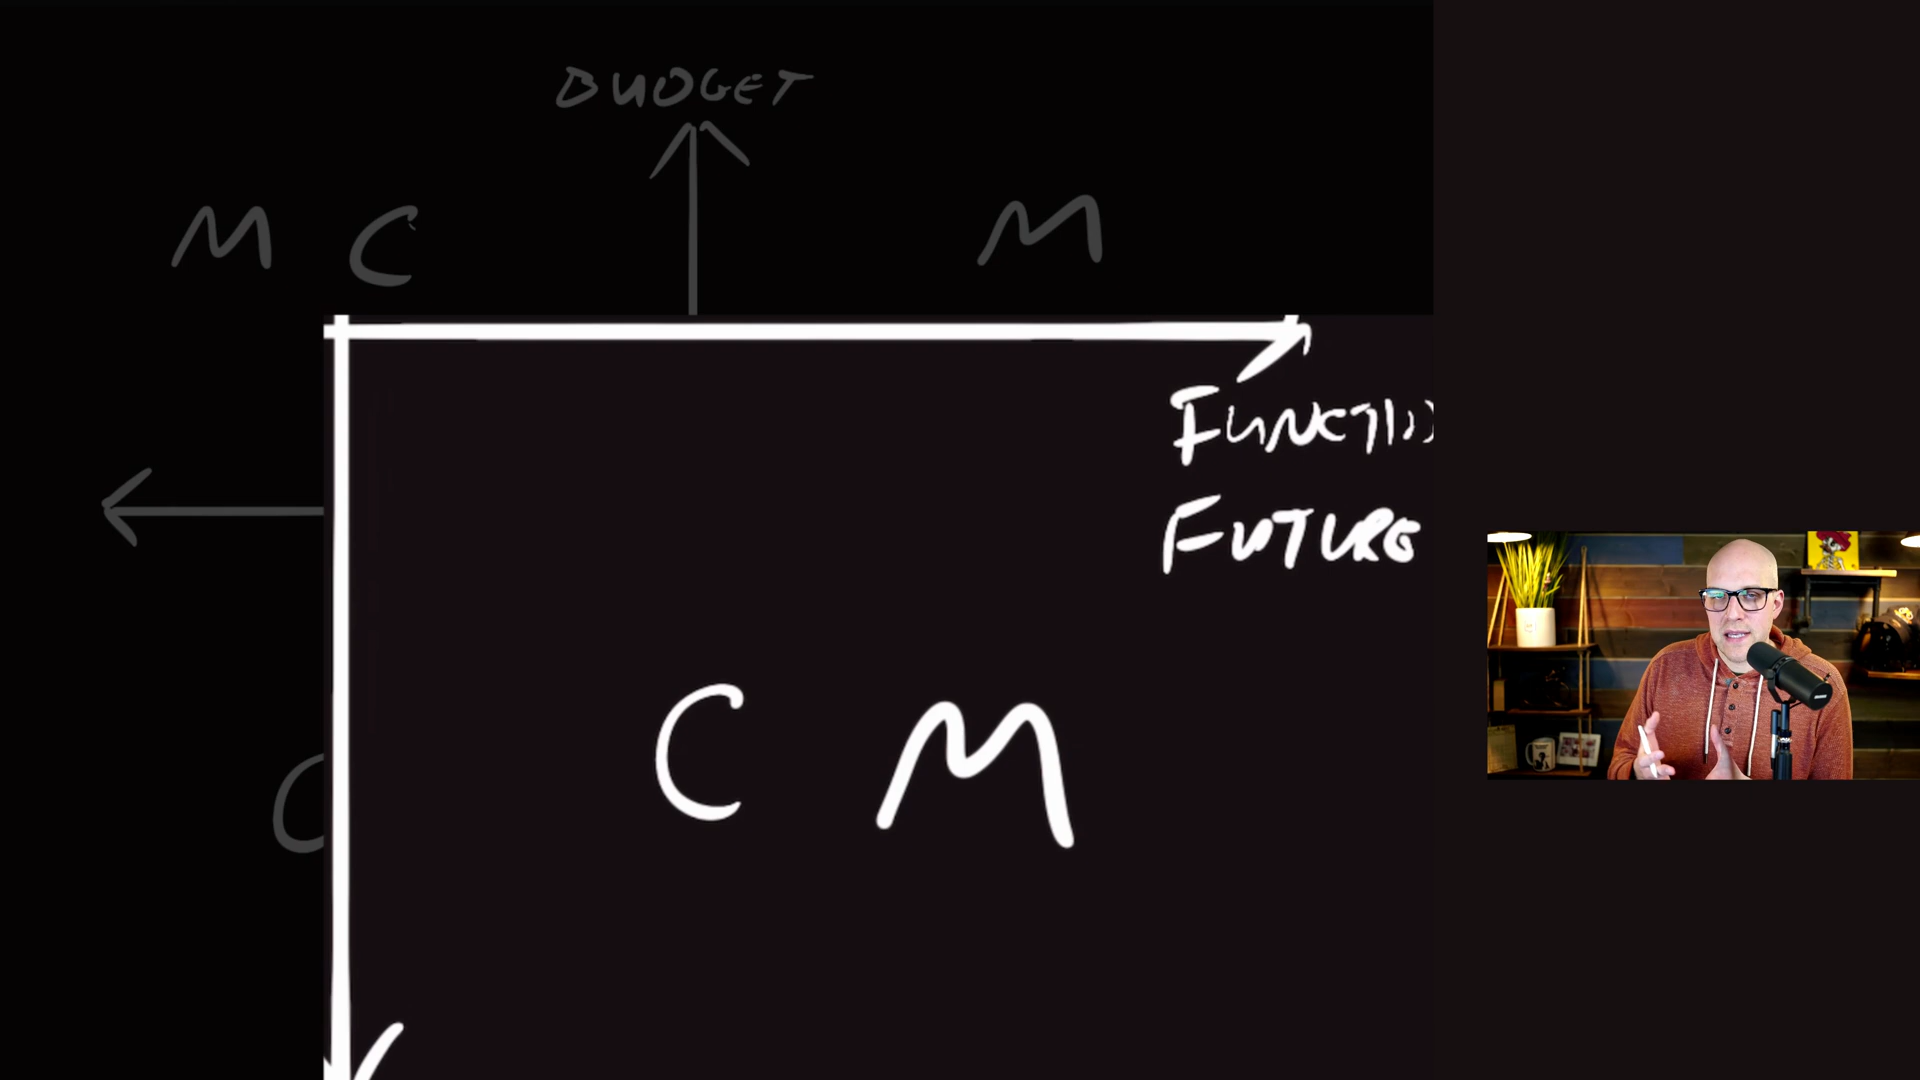 BUDGET
M C M
FUNCTIO
FUTURE
C C M